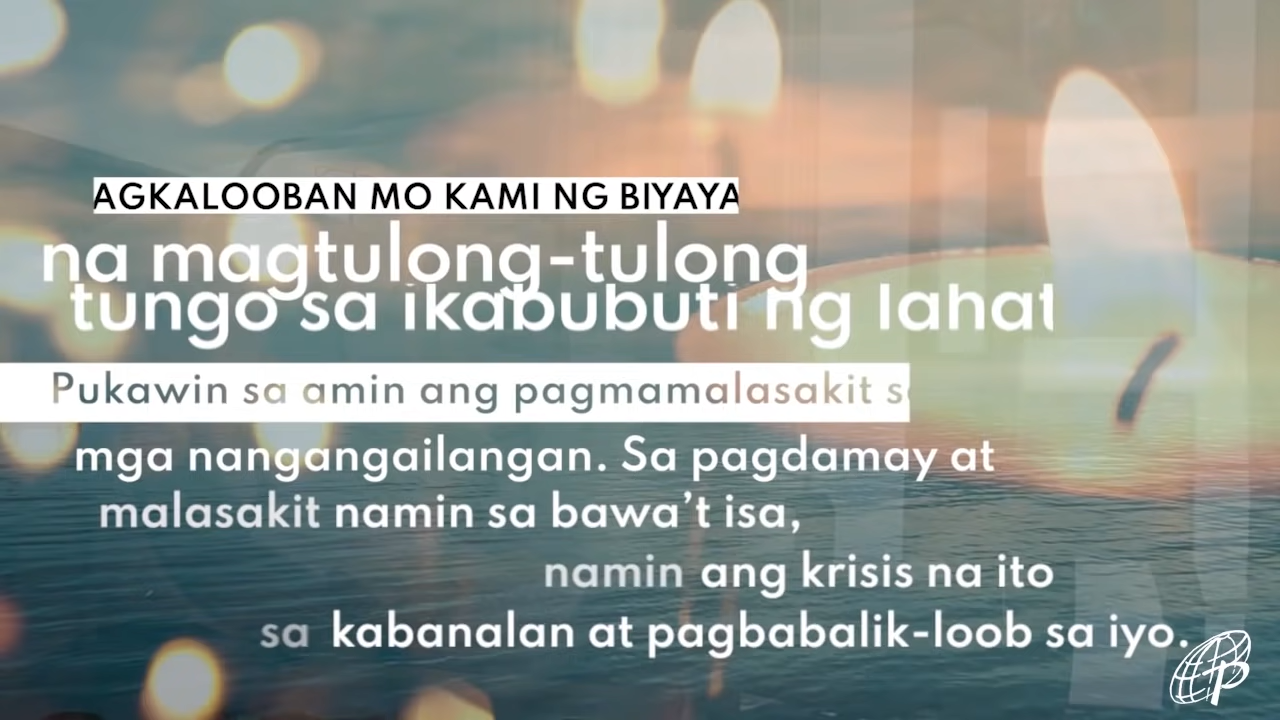 AGKALOOBAN MO KAMI NG BIYAYA
na magtulong-tulong
tungo sa ikabubuti ng lahat
Pukawin sa amin ang pagmamalasakit s
mga nangangailangan. Sa pagdamay at
malasakit namin sa bawa’t isa,
namin ang krisis na ito
sa kabanalan at pagbabalik-loob sa iyo.